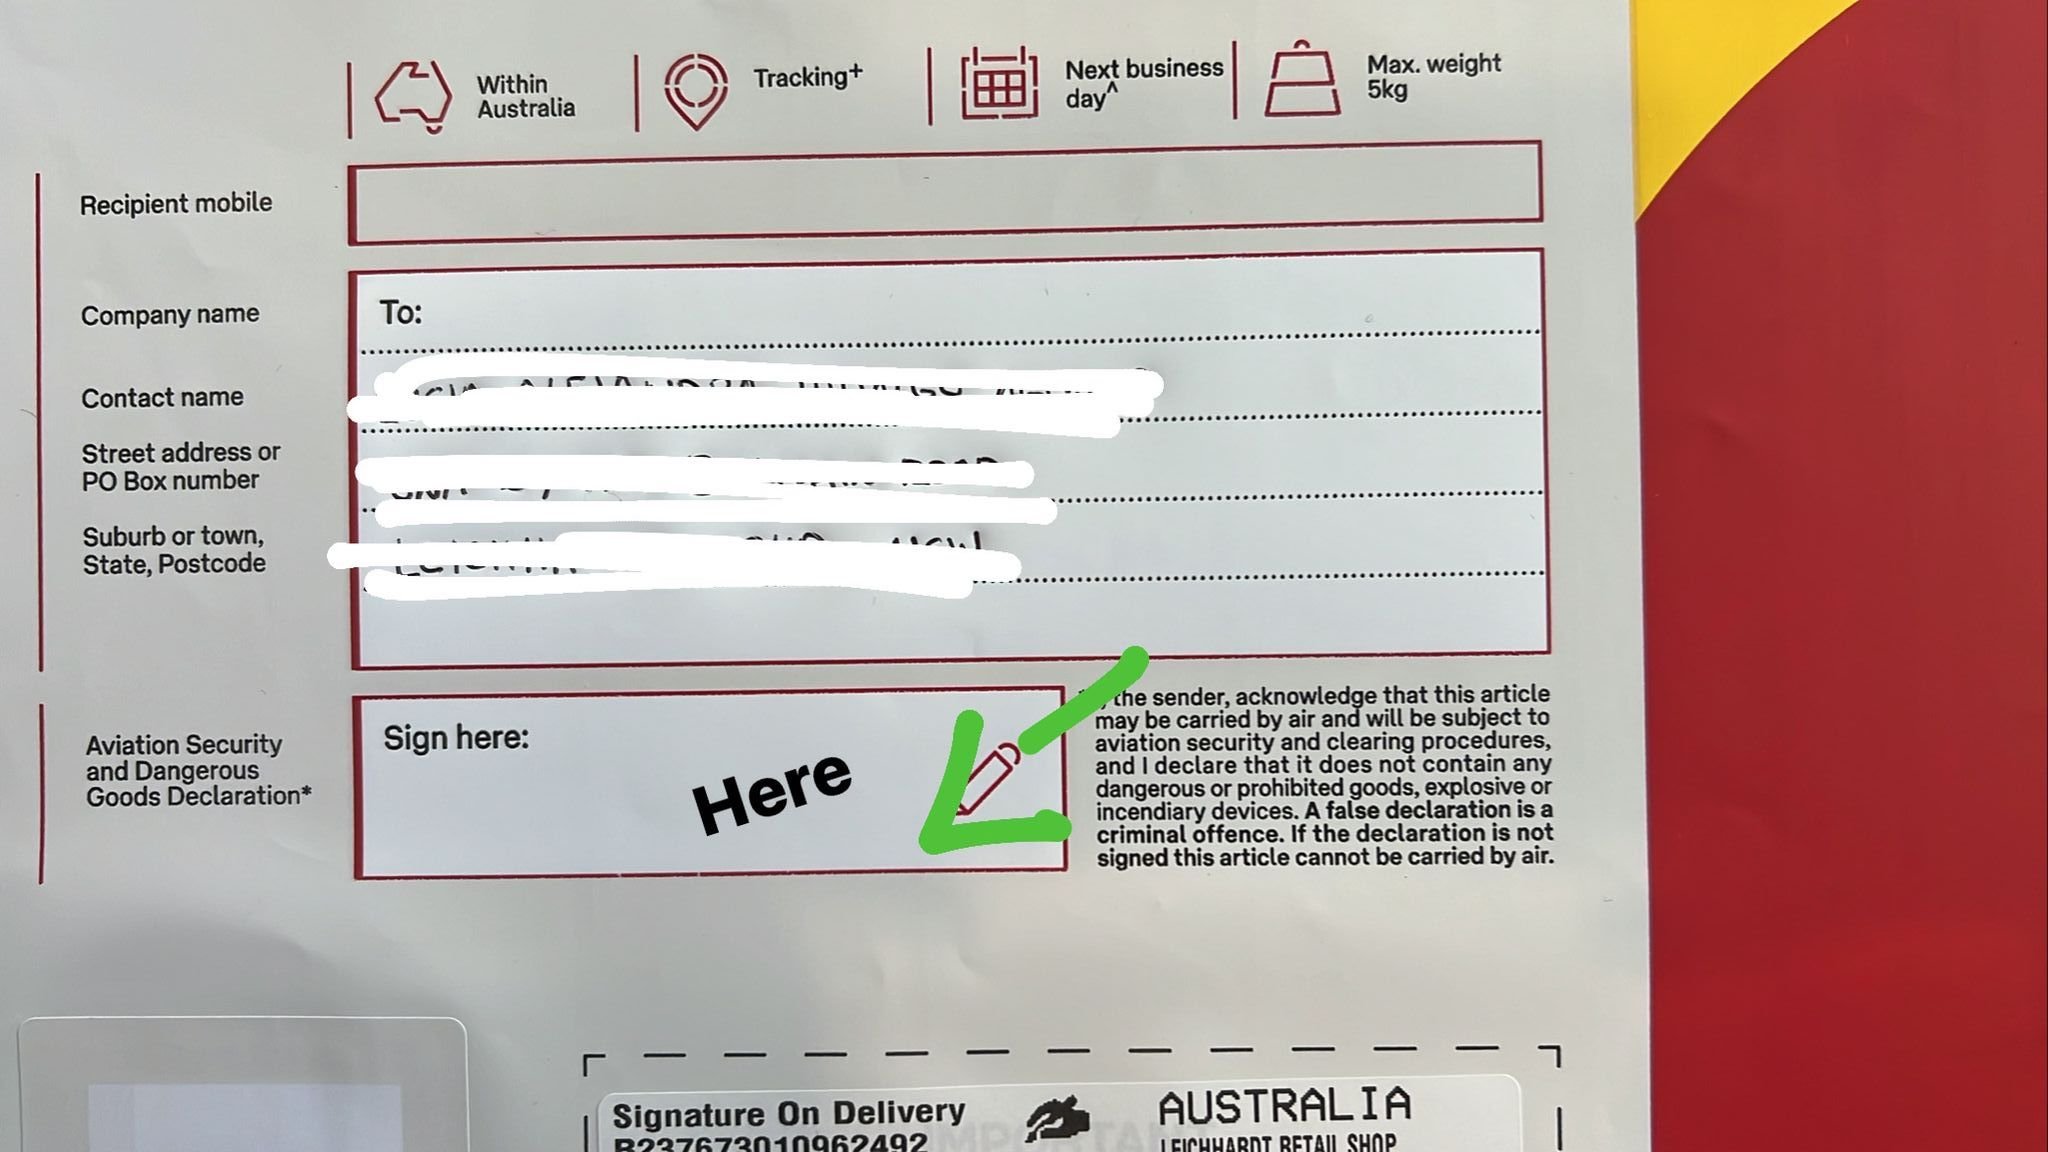 Within
Australia
Tracking+
Next business
day^
Max. weight
5kg
Recipient mobile
Company name
To:
Contact name
Street address or
PO Box number
Suburb or town,
State, Postcode
Aviation Security
and Dangerous
Goods Declaration*
Sign here:
Here
the sender, acknowledge that this article
may be carried by air and will be subject to
aviation security and clearing procedures,
and I declare that it does not contain any
dangerous or prohibited goods, explosive or
incendiary devices. A false declaration is a
criminal offence. If the declaration is not
signed this article cannot be carried by air.
Signature On Delivery
AUSTRALIA
R237673010962492
LEICHHARDT RETAIL SHOP